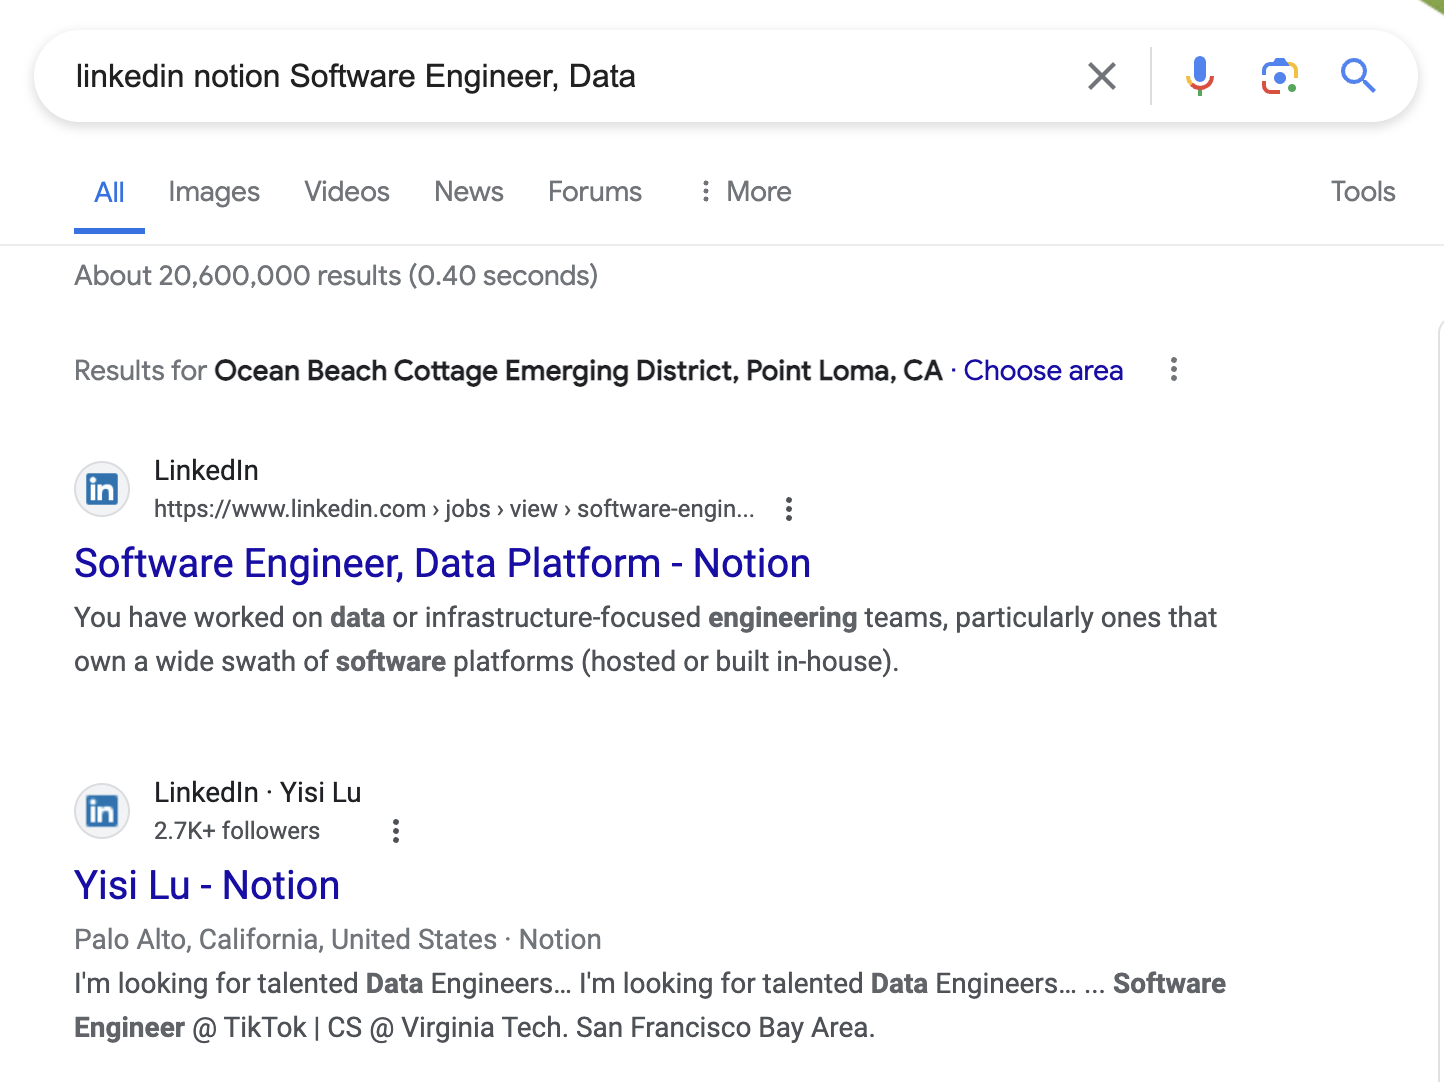 linkedin notion Software Engineer, Data
All Images Videos News Forums More Tools
About 20,600,000 results (0.40 seconds)
Results for Ocean Beach Cottage Emerging District, Point Loma, CA · Choose area
in
LinkedIn
https://www.linkedin.com › jobs › view › software-engin...
Software Engineer, Data Platform - Notion
You have worked on data or infrastructure-focused engineering teams, particularly ones that
own a wide swath of software platforms (hosted or built in-house).
in
LinkedIn · Yisi Lu
2.7K+ followers
Yisi Lu - Notion
Palo Alto, California, United States · Notion
I'm looking for talented Data Engineers… I'm looking for talented Data Engineers… ... Software
Engineer @ TikTok | CS @ Virginia Tech. San Francisco Bay Area.